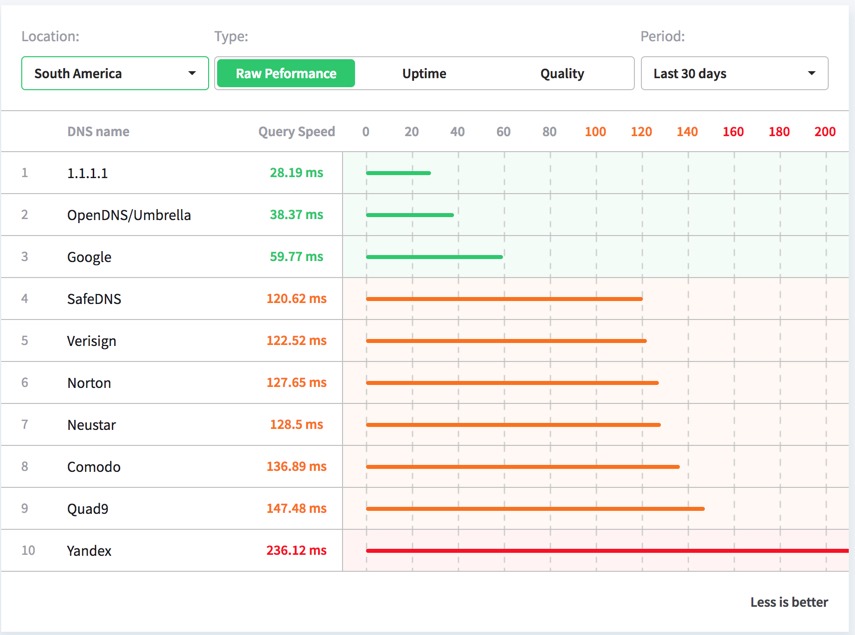 Location: Type: Period:
South America Raw Peformance Uptime Quality Last 30 days
DNS name Query Speed 0 20 40 60 80 100 120 140 160 180 200
1 1.1.1.1 28.19 ms
2 OpenDNS/Umbrella 38.37 ms
3 Google 59.77 ms
4 SafeDNS 120.62 ms
5 Verisign 122.52 ms
6 Norton 127.65 ms
7 Neustar 128.5 ms
8 Comodo 136.89 ms
9 Quad9 147.48 ms
10 Yandex 236.12 ms
Less is better